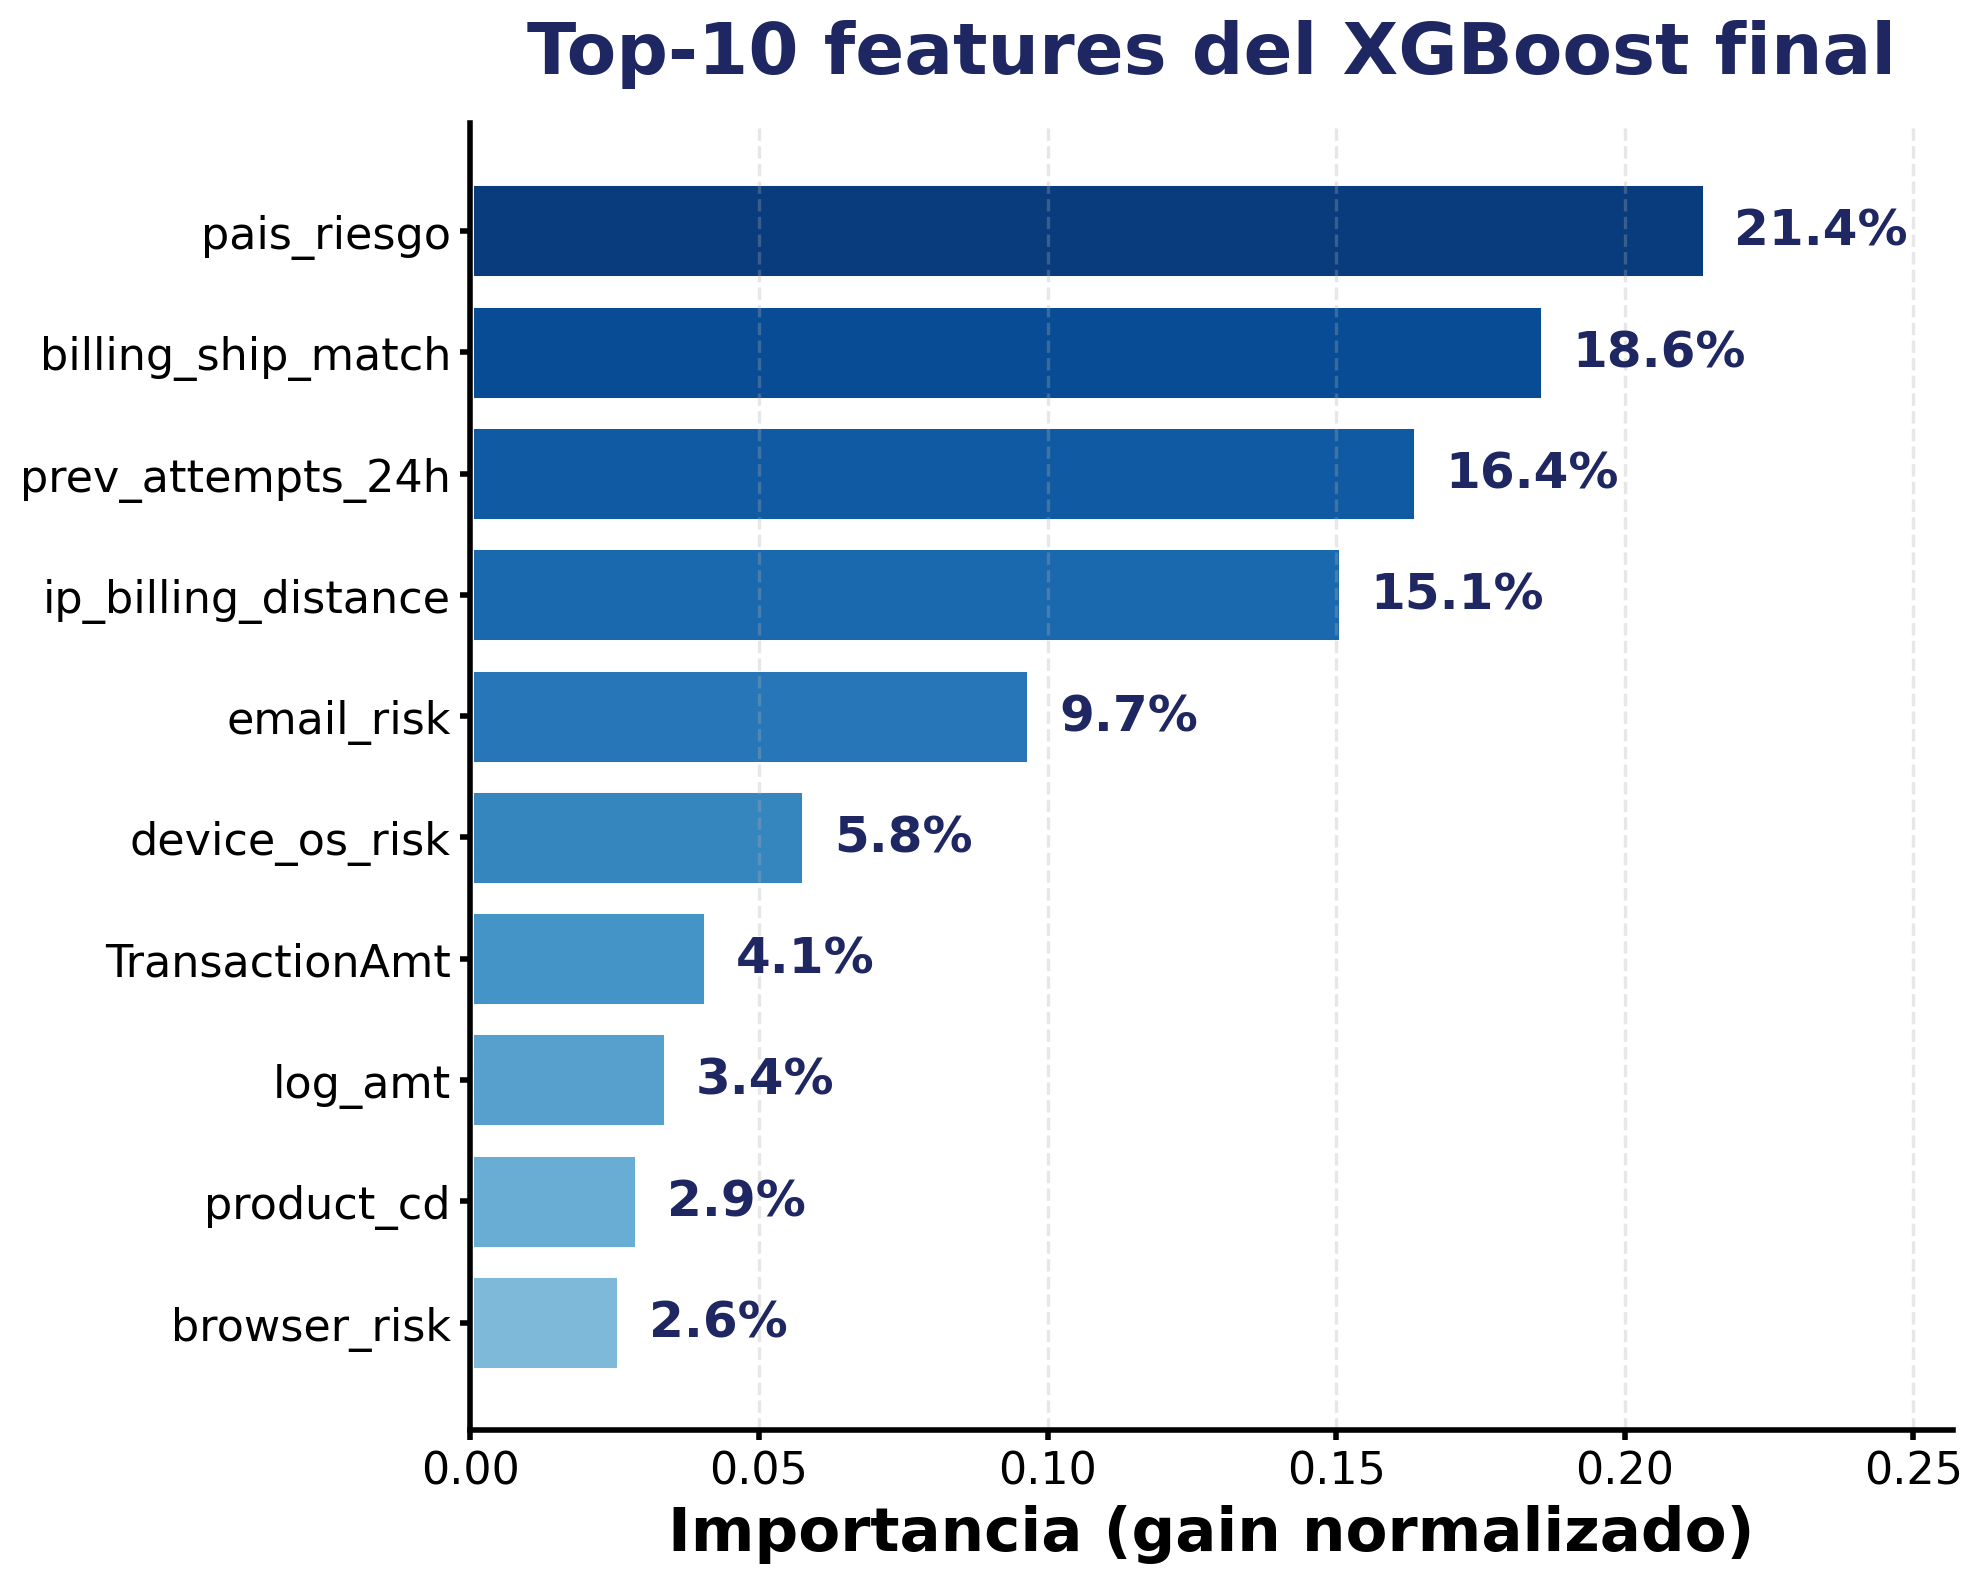 Top-10 features del XGBoost final
pais_riesgo 21.4%
billing_ship_match 18.6%
prev_attempts_24h 16.4%
ip_billing_distance 15.1%
email_risk 9.7%
device_os_risk 5.8%
TransactionAmt 4.1%
log_amt 3.4%
product_cd 2.9%
browser_risk 2.6%
0.00 0.05 0.10 0.15 0.20 0.25
Importancia (gain normalizado)